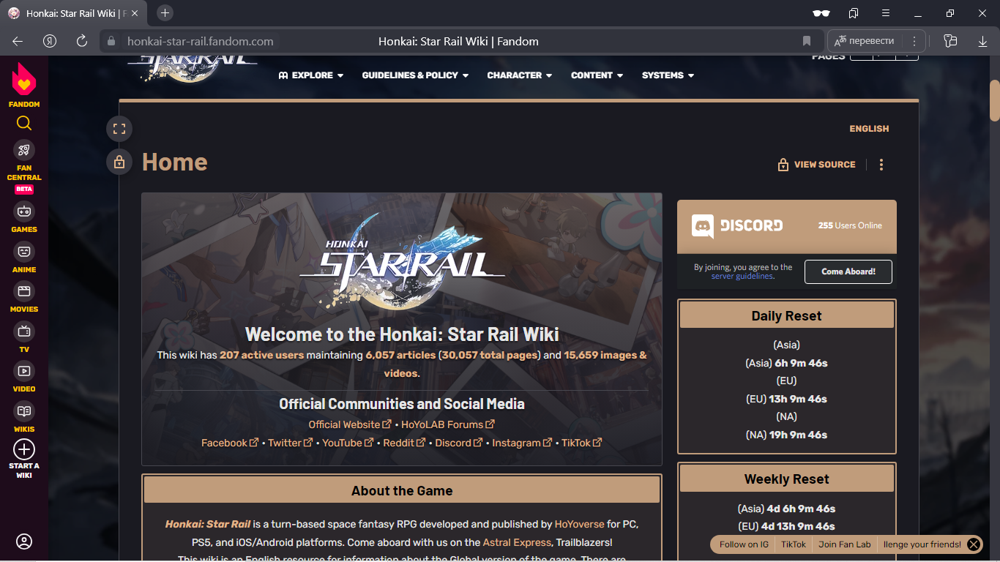 Honkai: Star Rail Wiki | F
Я
honkai-star-rail.fandom.com
Honkai: Star Rail Wiki | Fandom
перевести
STAR RAIL
PAGES
EXPLORE
GUIDELINES & POLICY
CHARACTER
CONTENT
SYSTEMS
FANDOM
FAN
CENTRAL
BETA
GAMES
ANIME
MOVIES
TV
VIDEO
WIKIS
START A
WIKI
ENGLISH
Home
VIEW SOURCE
HONKAI
STAR RAIL
Welcome to the Honkai: Star Rail Wiki
This wiki has 207 active users maintaining 6,057 articles (30,057 total pages) and 15,659 images &
videos.
Official Communities and Social Media
Official Website • HoYoLAB Forums
Facebook • Twitter • YouTube • Reddit • Discord • Instagram • TikTok
About the Game
Honkai: Star Rail is a turn-based space fantasy RPG developed and published by HoYoverse for PC,
PS5, and iOS/Android platforms. Come aboard with us on the Astral Express, Trailblazers!
This wiki is an English resource for information about the Global version of the game. There are
DISCORD
255 Users Online
By joining, you agree to the
server guidelines.
Come Aboard!
Daily Reset
(Asia)
(Asia) 6h 9m 46s
(EU)
(EU) 13h 9m 46s
(NA)
(NA) 19h 9m 46s
Weekly Reset
(Asia) 4d 6h 9m 46s
(EU) 4d 13h 9m 46s
Follow on IG
TikTok
Join Fan Lab
llenge your friends!